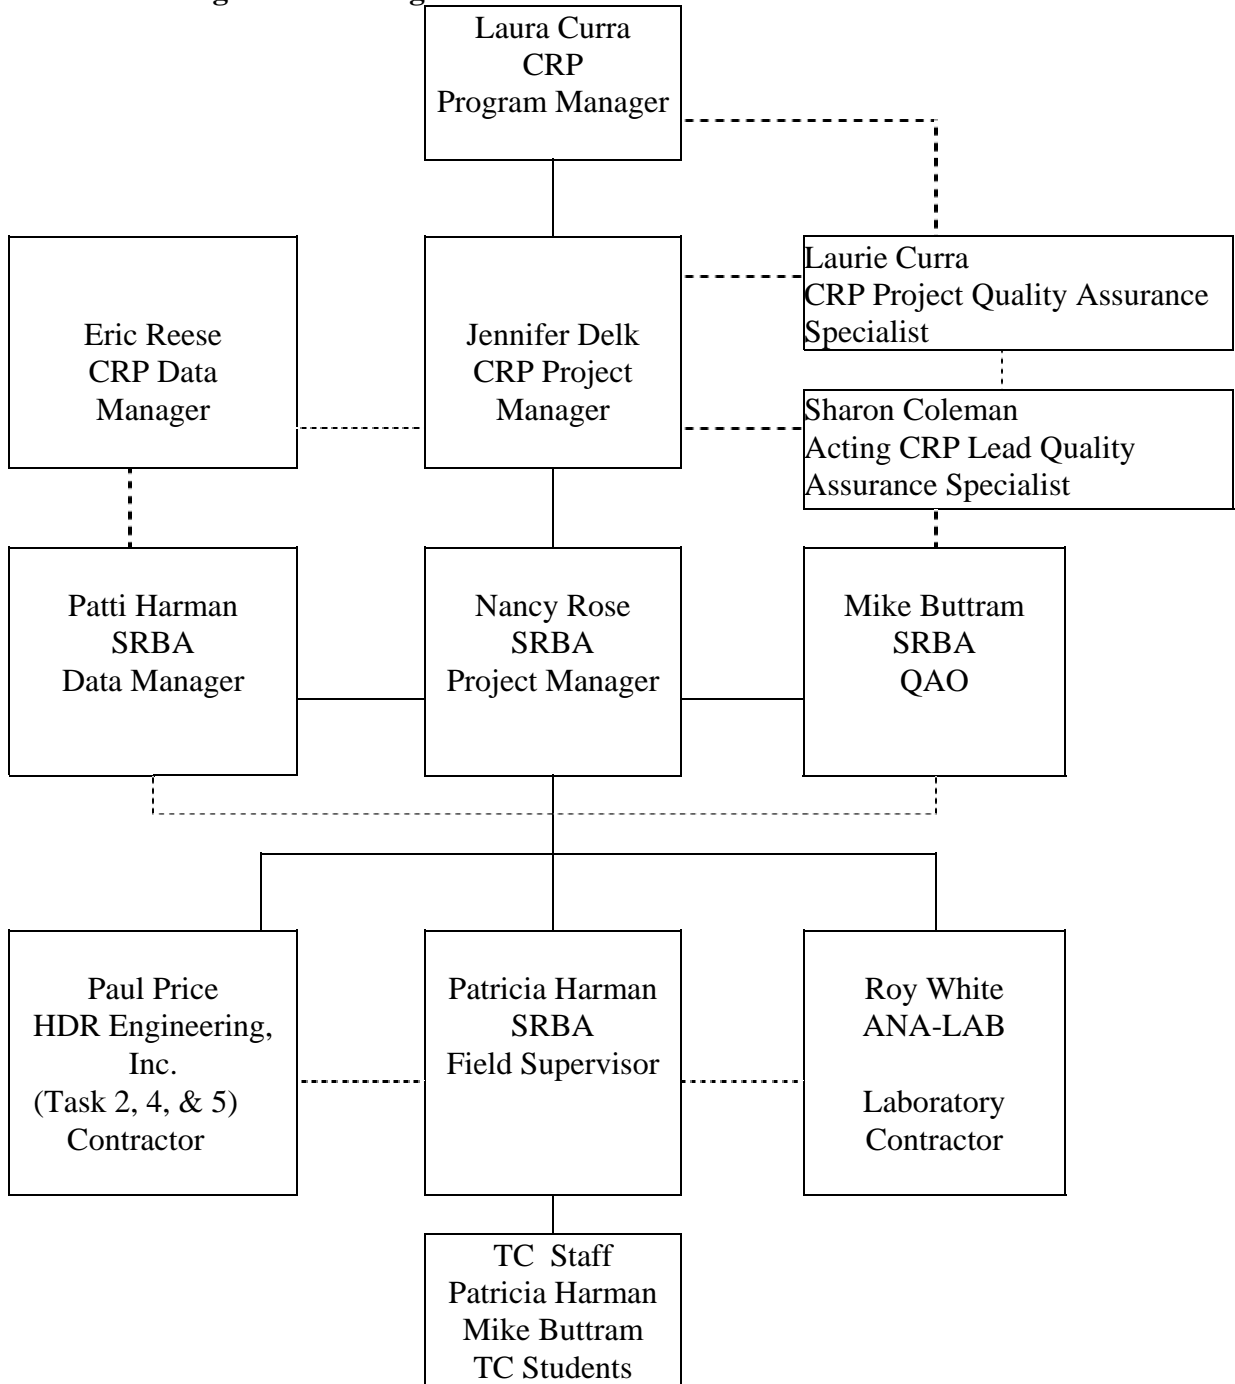 Laura Curra
CRP
Program Manager
Laurie Curra
CRP Project Quality Assurance
Specialist
Eric Reese
CRP Data
Manager
Jennifer Delk
CRP Project
Manager
Sharon Coleman
Acting CRP Lead Quality
Assurance Specialist
Patti Harman
SRBA
Data Manager
Nancy Rose
SRBA
Project Manager
Mike Buttram
SRBA
QAO
Paul Price
HDR Engineering,
Inc.
(Task 2, 4, & 5)
Contractor
Patricia Harman
SRBA
Field Supervisor
Roy White
ANA-LAB
Laboratory
Contractor
TC Staff
Patricia Harman
Mike Buttram
TC Students